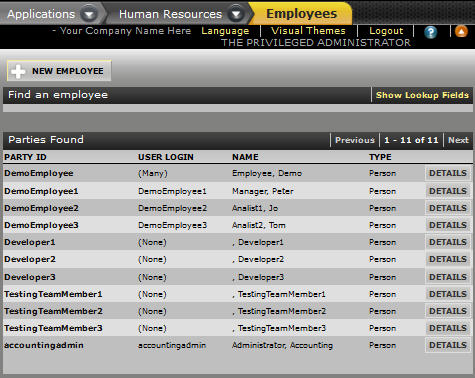 Applications Human Resources Employees
- Your Company Name Here Language Visual Themes Logout ?
THE PRIVILEGED ADMINISTRATOR
NEW EMPLOYEE
Find an employee Show Lookup Fields
Parties Found Previous 1 - 11 of 11 Next
PARTY ID USER LOGIN NAME TYPE
DemoEmployee (Many) Employee, Demo Person DETAILS
DemoEmployee1 DemoEmployee1 Manager, Peter Person DETAILS
DemoEmployee2 DemoEmployee2 Analist1, Jo Person DETAILS
DemoEmployee3 DemoEmployee3 Analist2, Tom Person DETAILS
Developer1 (None) , Developer1 Person DETAILS
Developer2 (None) , Developer2 Person DETAILS
Developer3 (None) , Developer3 Person DETAILS
TestingTeamMember1 (None) , TestingTeamMember1 Person DETAILS
TestingTeamMember2 (None) , TestingTeamMember2 Person DETAILS
TestingTeamMember3 (None) , TestingTeamMember3 Person DETAILS
accountingadmin accountingadmin Administrator, Accounting Person DETAILS